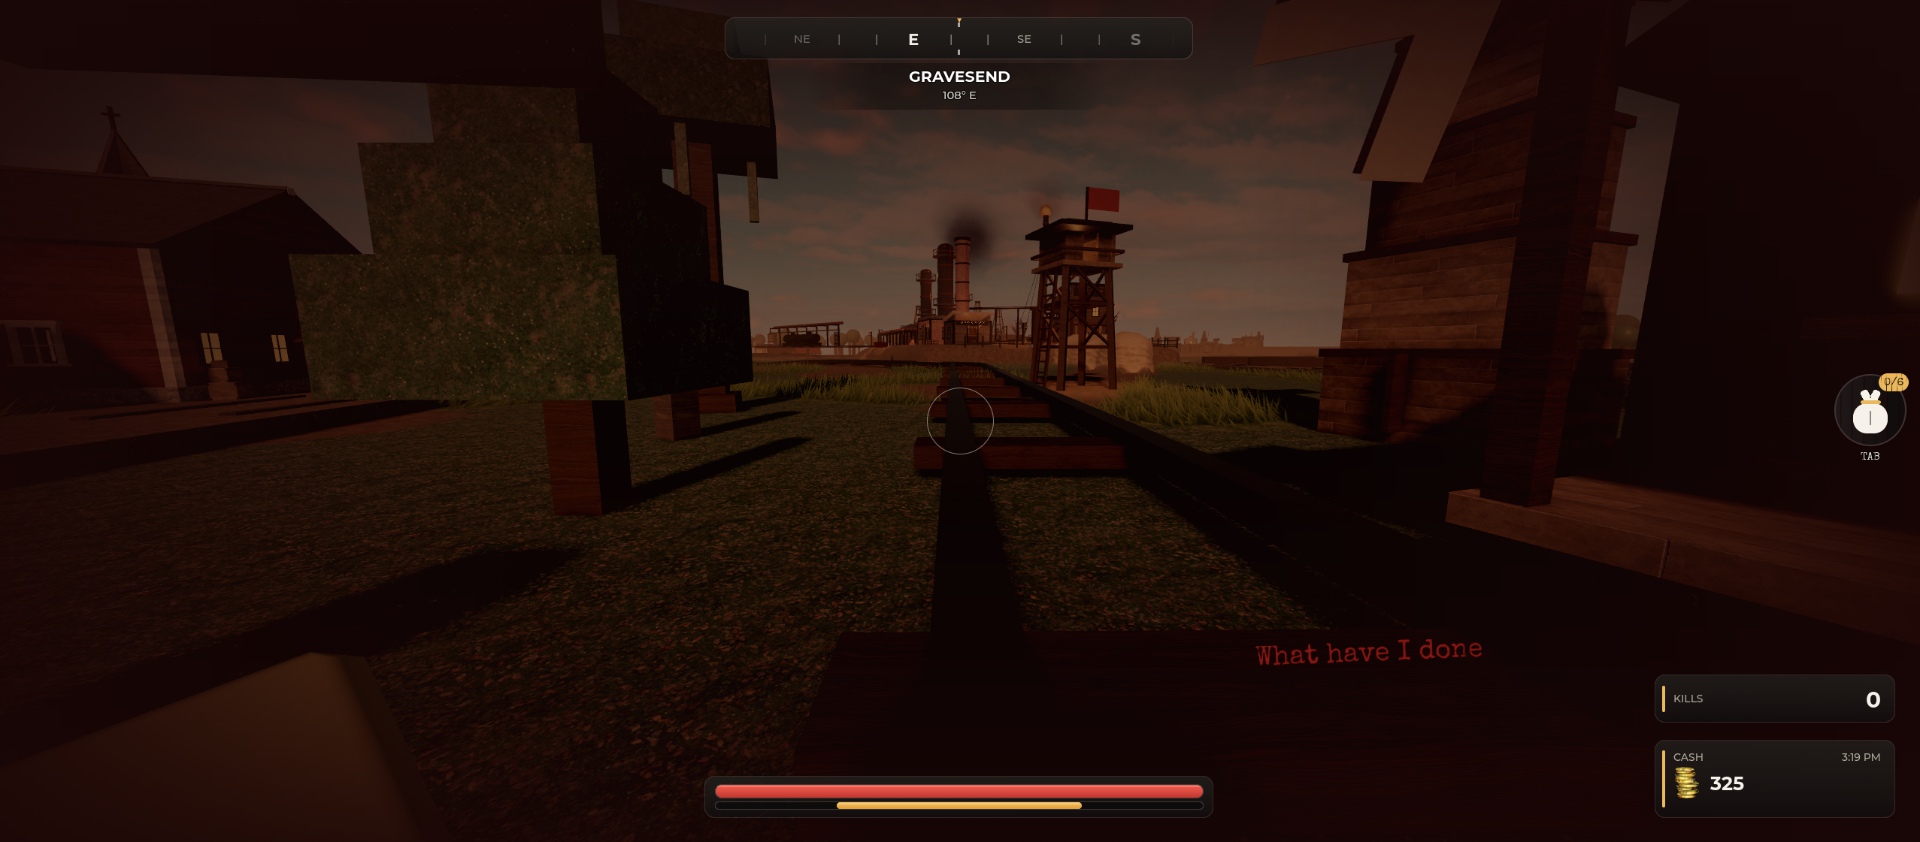 NE E SE S
GRAVESEND
108° E
0/6
TAB
What have I done
KILLS 0
CASH 3:19 PM
325